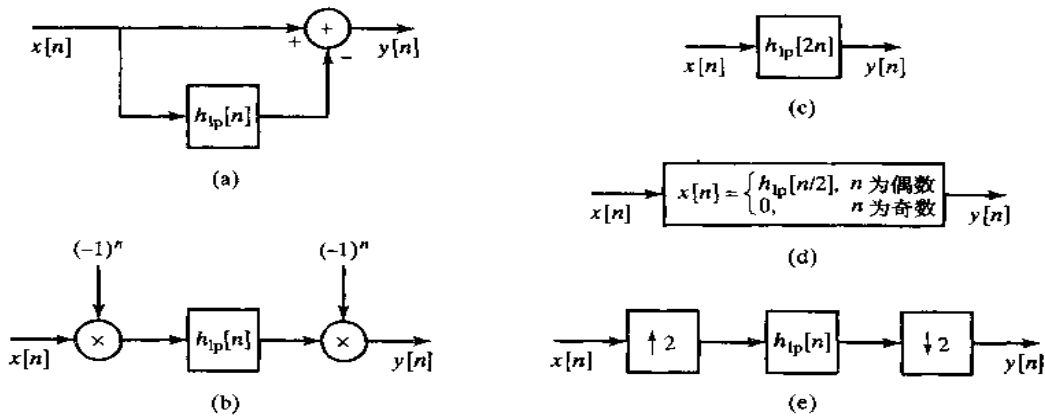 x[n]
+
+
−
y[n]
h_lp[n]
(a)
(-1)^n
(-1)^n
x[n]
×
h_lp[n]
×
y[n]
(b)
x[n]
h_lp[2n]
y[n]
(c)
x[n]
x[n] = { h_lp[n/2], n 为偶数
0, n 为奇数
y[n]
(d)
x[n]
↑2
h_lp[n]
↓2
y[n]
(e)